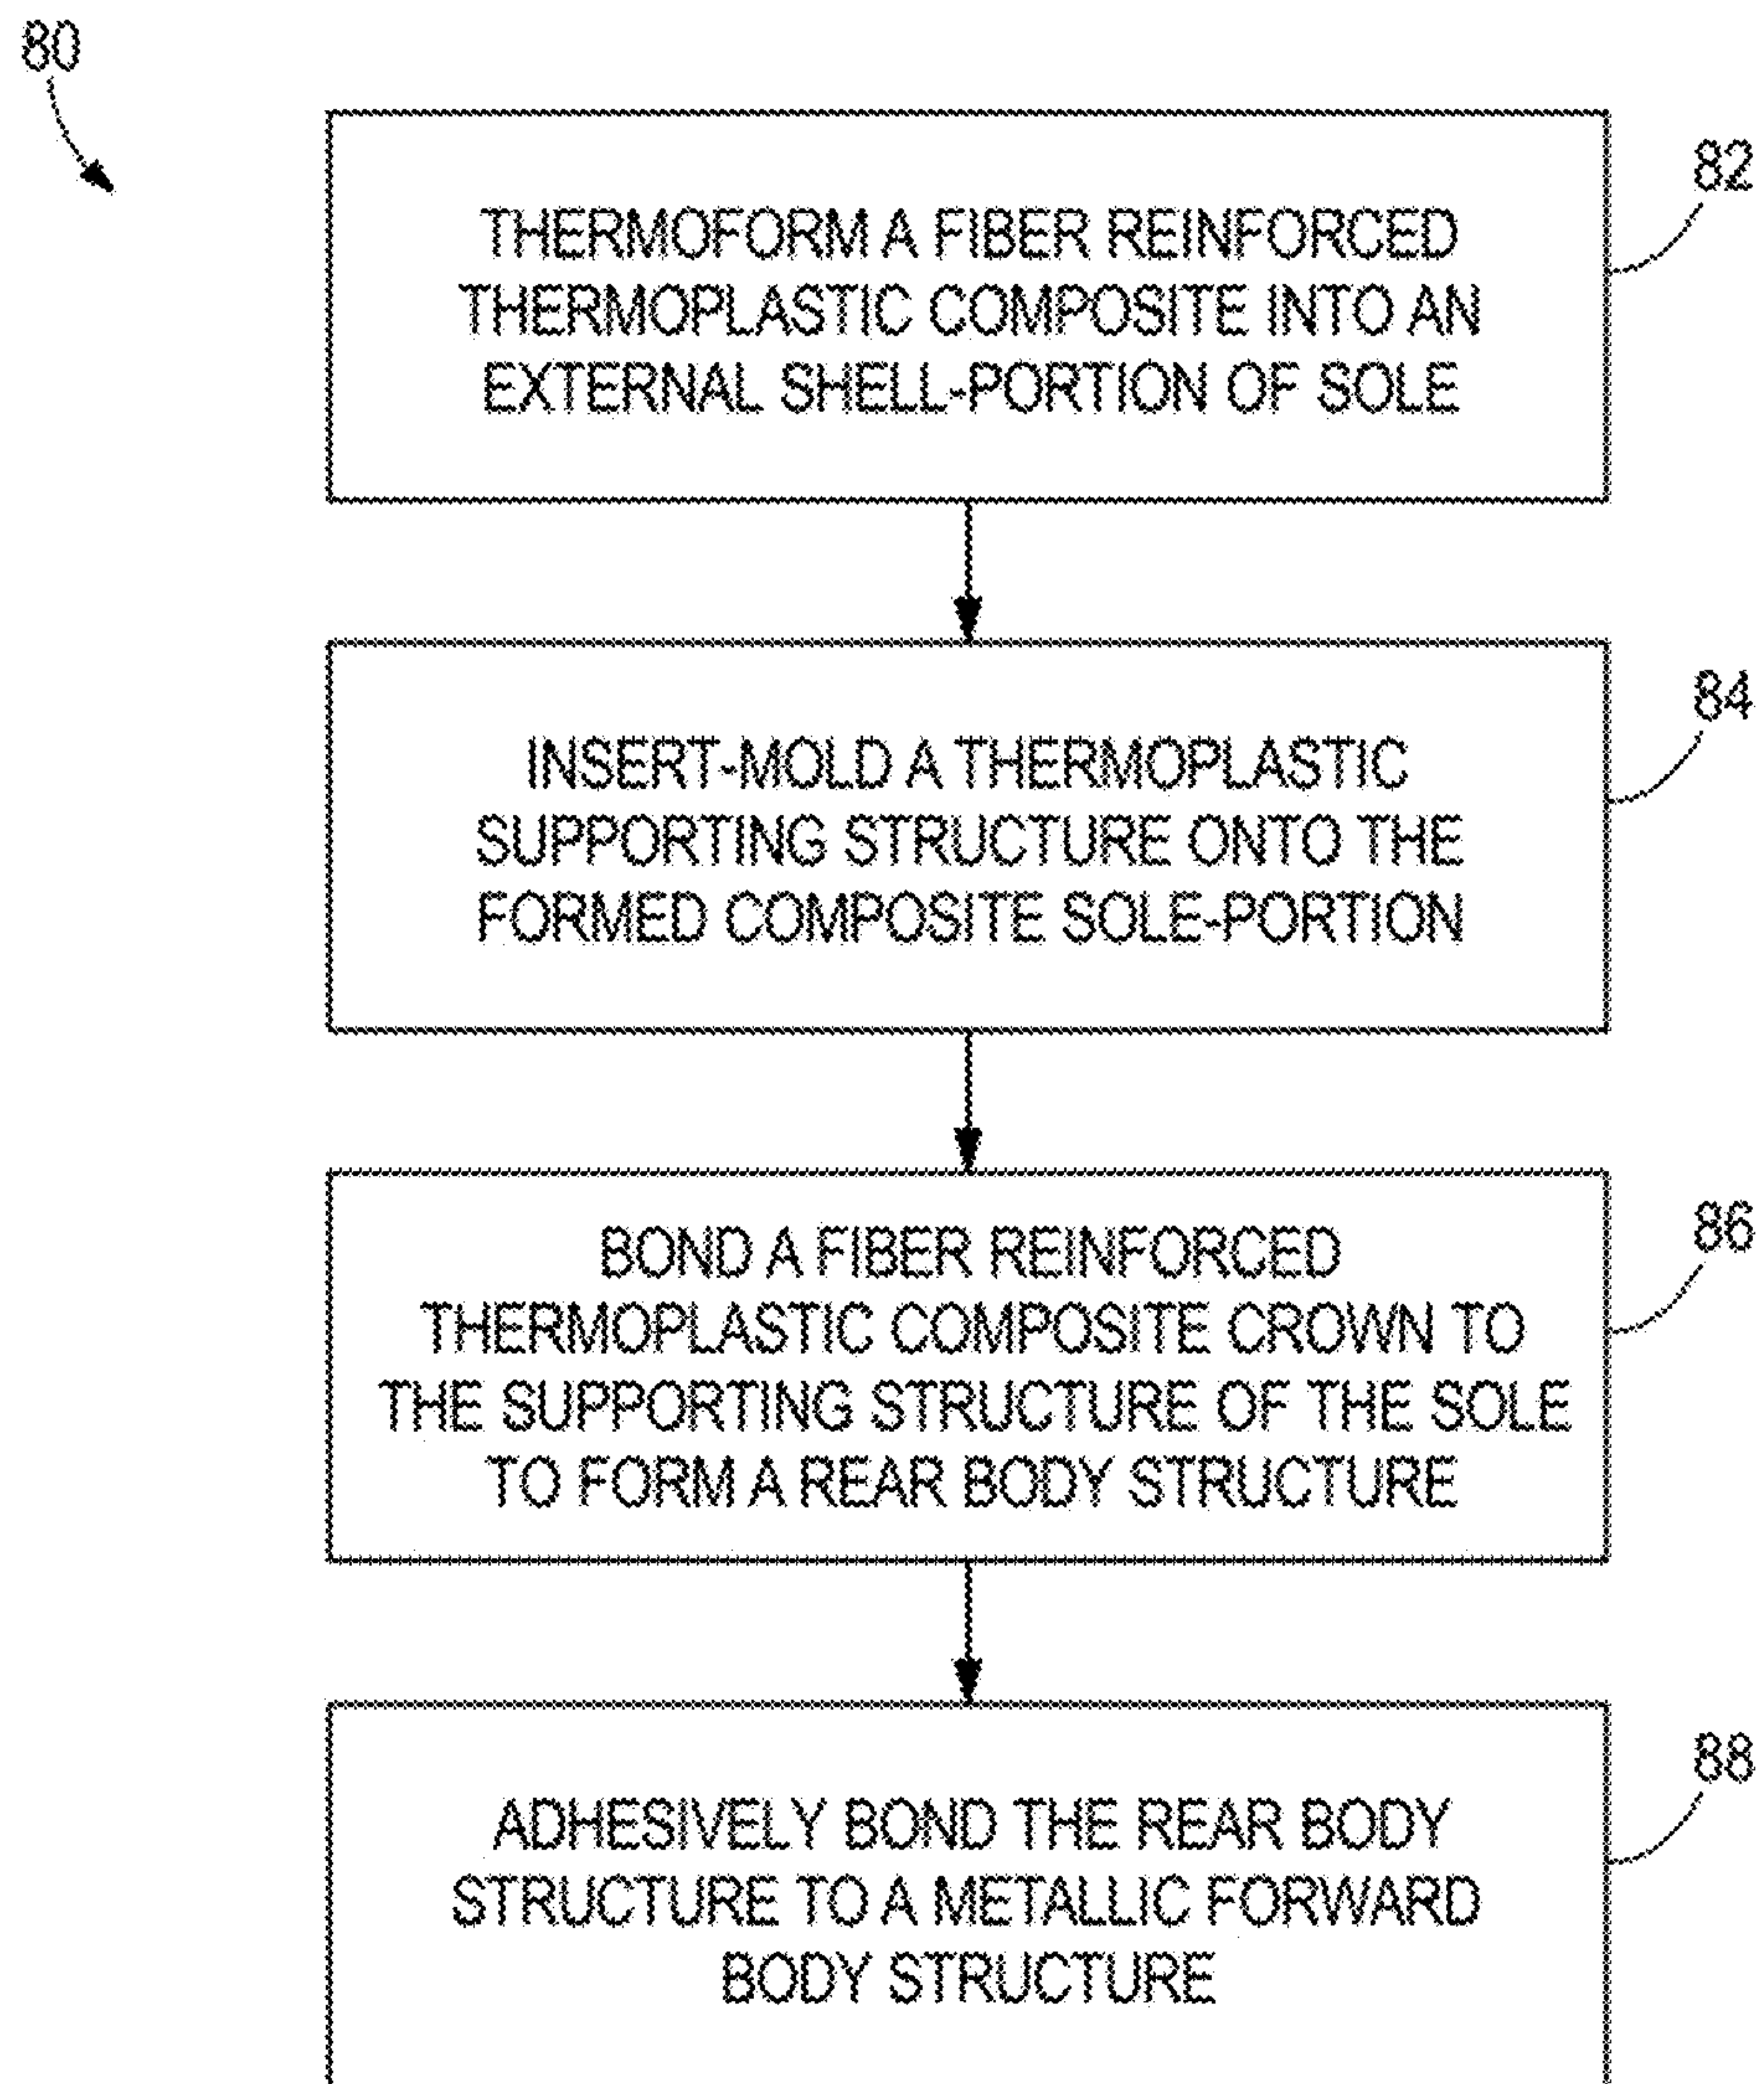 80
82
THERMOFORM A FIBER REINFORCED
THERMOPLASTIC COMPOSITE INTO AN
EXTERNAL SHELL-PORTION OF SOLE
84
INSERT-MOLD A THERMOPLASTIC
SUPPORTING STRUCTURE ONTO THE
FORMED COMPOSITE SOLE-PORTION
86
BOND A FIBER REINFORCED
THERMOPLASTIC COMPOSITE CROWN TO
THE SUPPORTING STRUCTURE OF THE SOLE
TO FORM A REAR BODY STRUCTURE
88
ADHESIVELY BOND THE REAR BODY
STRUCTURE TO A METALLIC FORWARD
BODY STRUCTURE